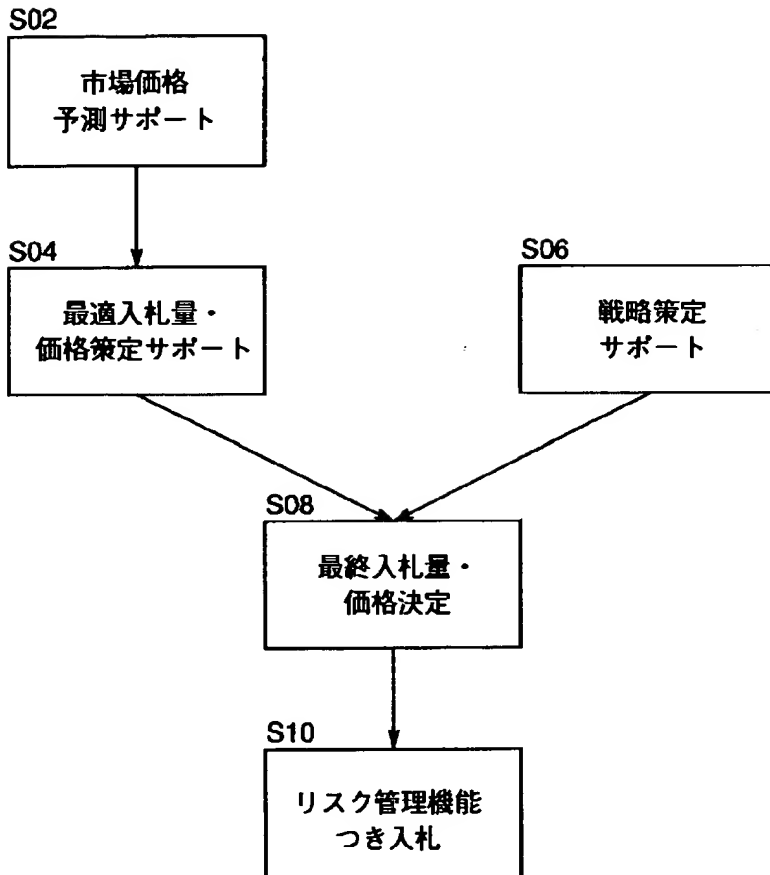 S02
市場価格
予測サポート
S04
最適入札量・
価格策定サポート
S06
戦略策定
サポート
S08
最終入札量・
価格決定
S10
リスク管理機能
つき入札